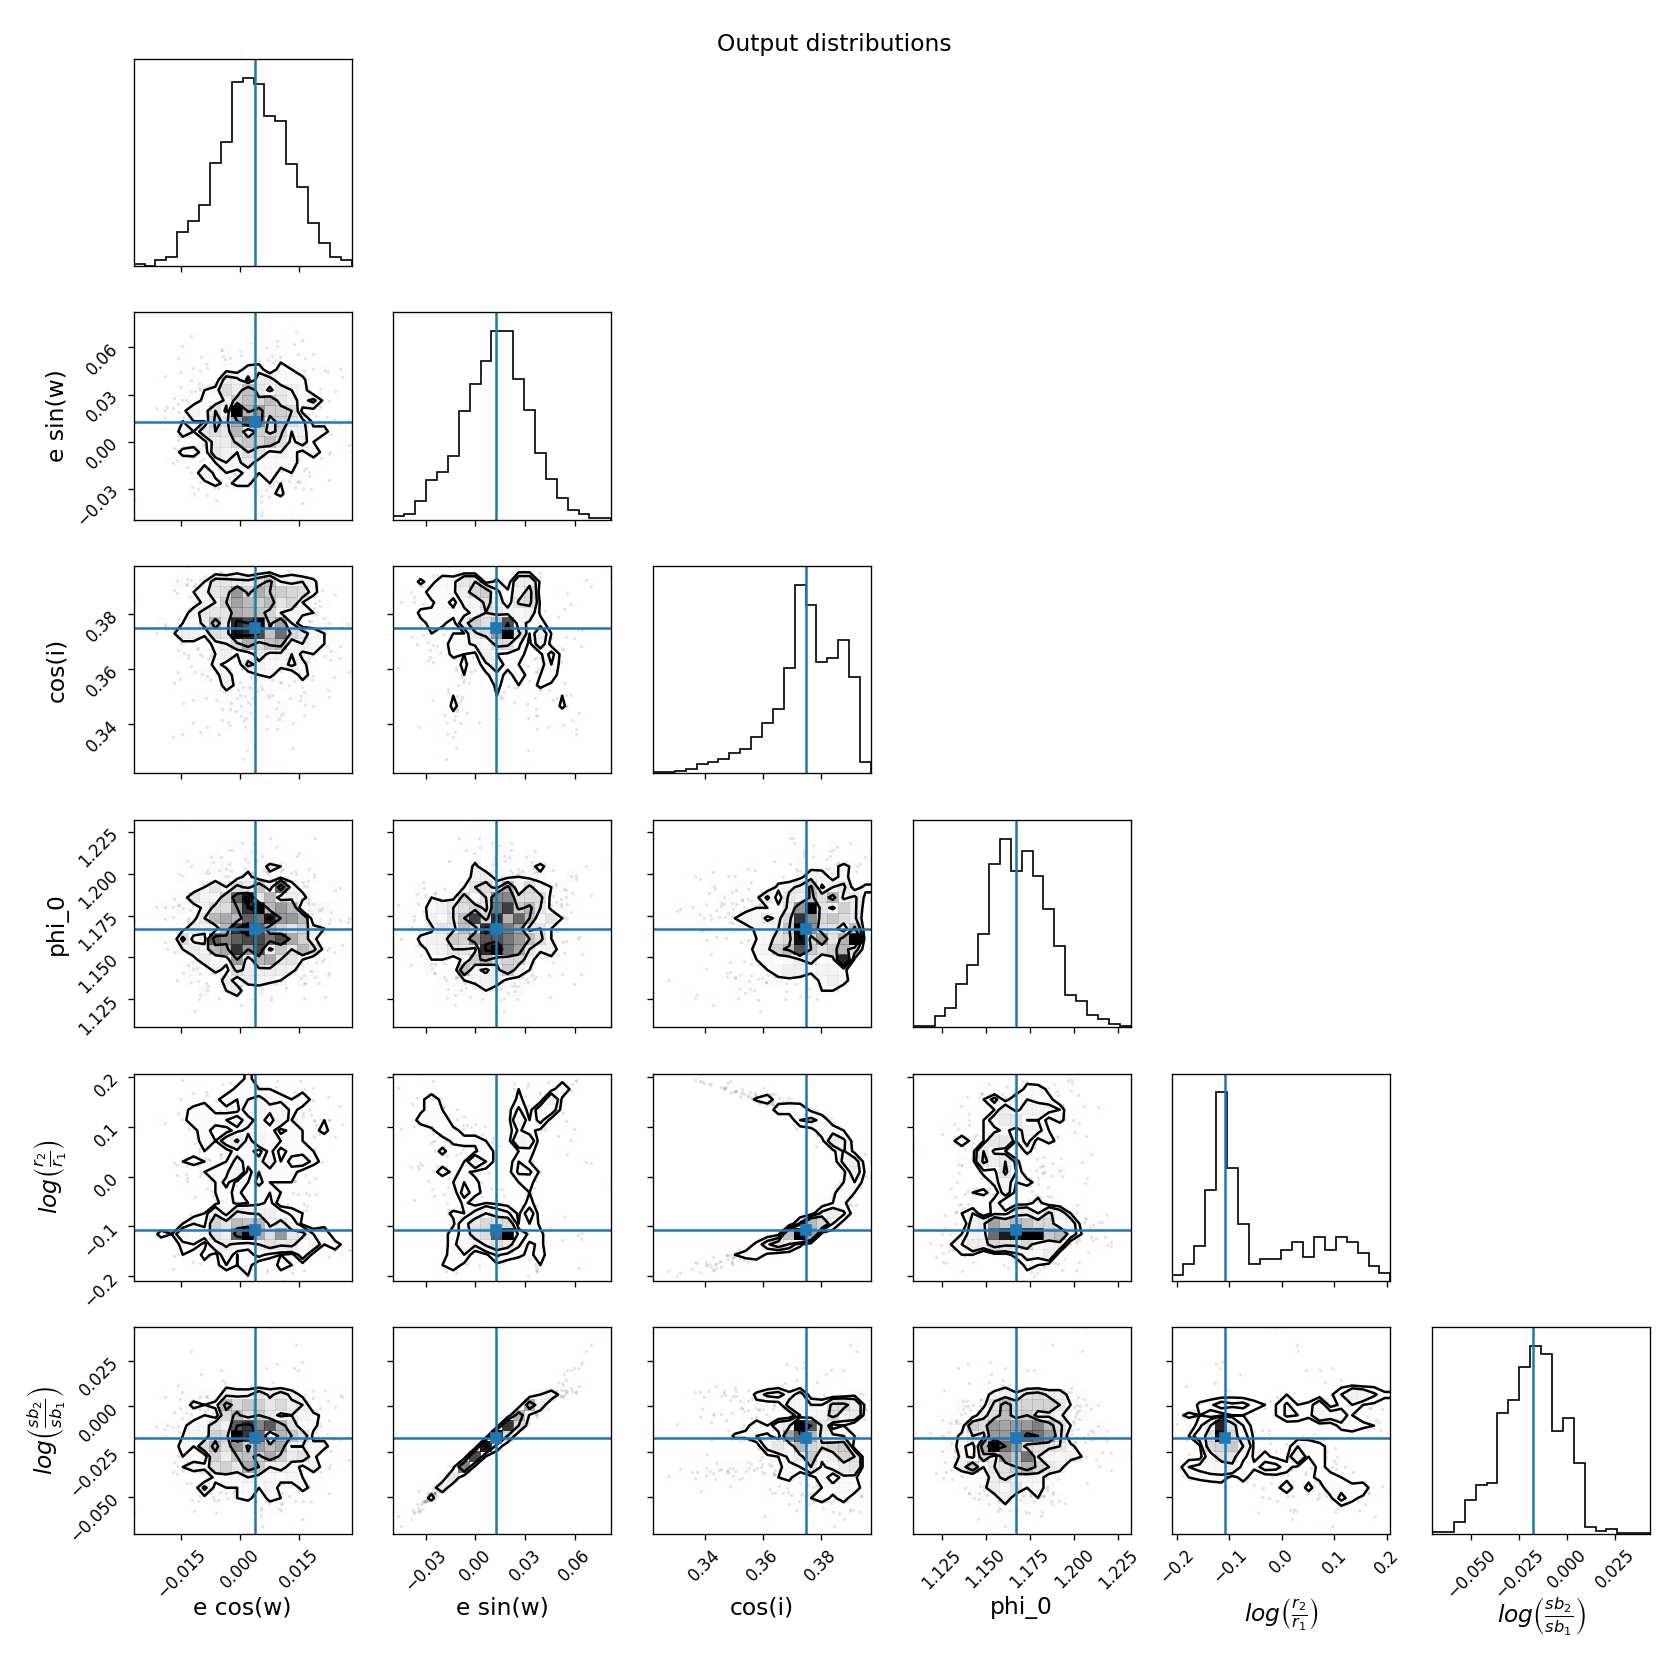 Output distributions
e sin(w)
0.06
0.03
0.00
−0.03
cos(i)
0.38
0.36
0.34
phi_0
1.225
1.200
1.175
1.150
1.125
log(r₂/r₁)
0.2
0.1
0.0
−0.1
−0.2
log(sb₂/sb₁)
0.025
0.000
−0.025
−0.050
−0.015 0.000 0.015
−0.03 0.00 0.03 0.06
0.34 0.36 0.38
1.125 1.150 1.175 1.200 1.225
−0.2 −0.1 0.0 0.1 0.2
−0.050 −0.025 0.000 0.025
e cos(w)
e sin(w)
cos(i)
phi_0
log(r₂/r₁)
log(sb₂/sb₁)